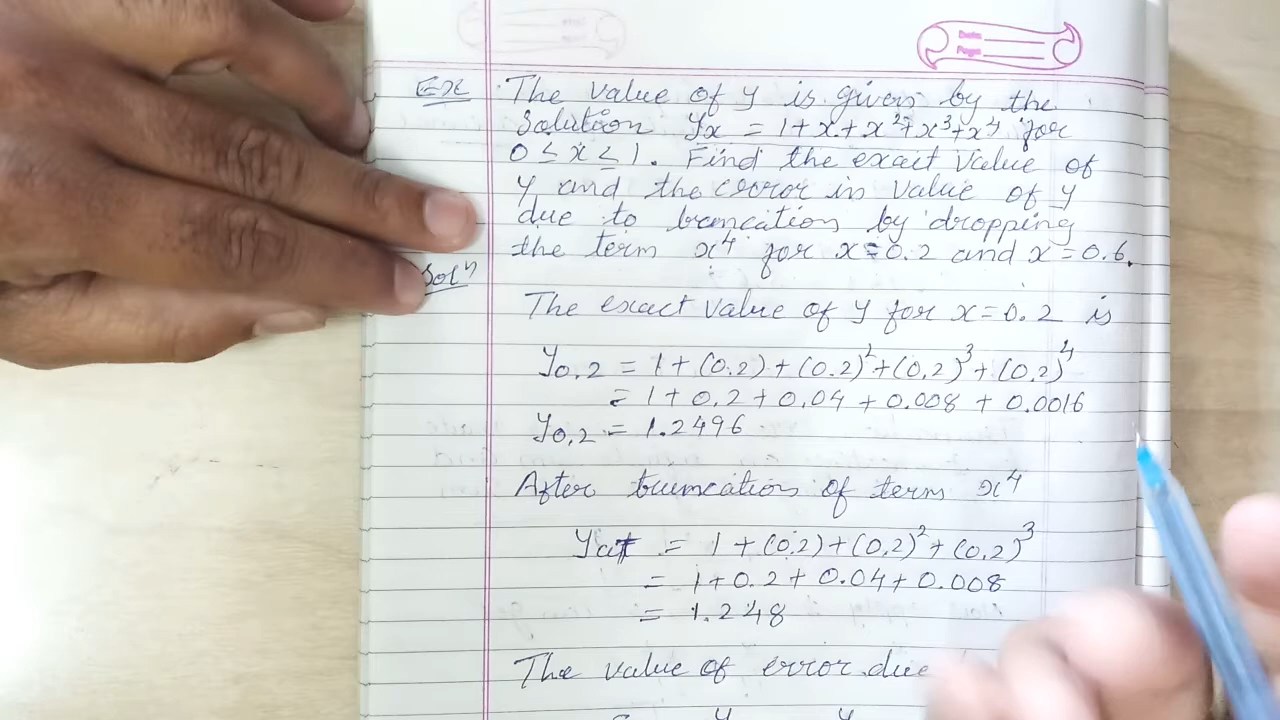 Date
Page
Ex The value of y is given by the
Solution Yx = 1+x+x²+x³+x⁴ for
0 ≤ x ≤ 1. Find the exact value of
y and the error in value of y
due to truncation by dropping
the term x⁴ for x=0.2 and x=0.6.
Solⁿ
The exact value of y for x=0.2 is
Y0.2 = 1+(0.2)+(0.2)²+(0.2)³+(0.2)⁴
= 1+0.2+0.04+0.008+0.0016
Y0.2 = 1.2496
After truncation of term x⁴
Yat = 1+(0.2)+(0.2)²+(0.2)³
= 1+0.2+0.04+0.008
= 1.248
The value of error due